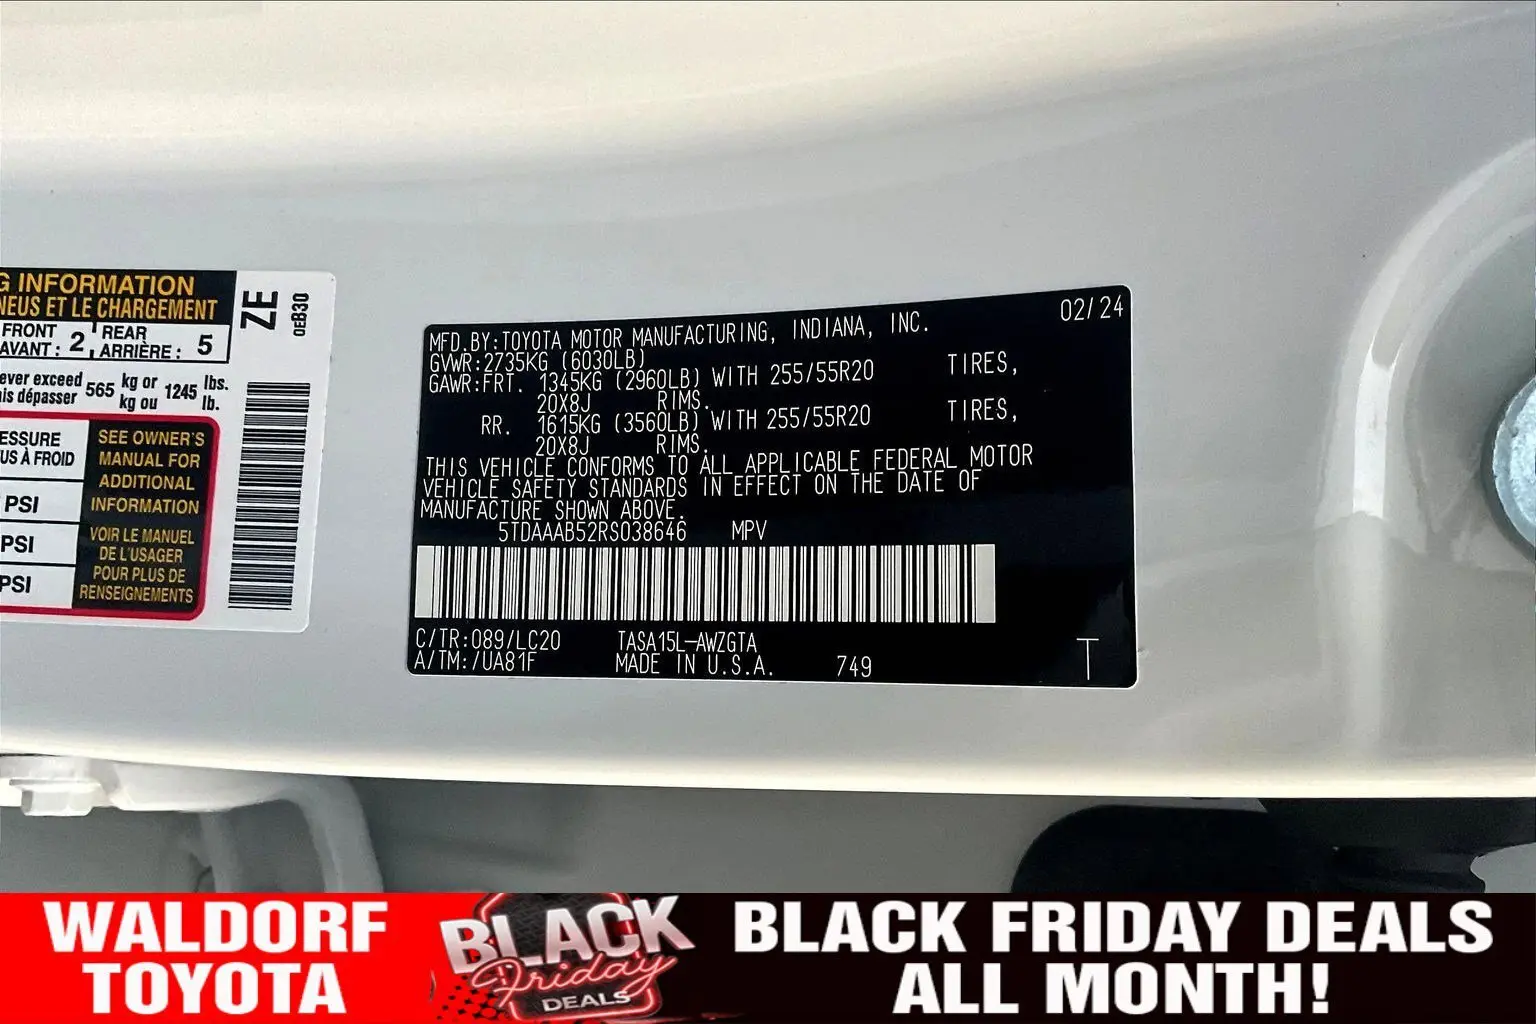 G INFORMATION
NEUS ET LE CHARGEMENT
FRONT
AVANT : 2
REAR
ARRIÈRE : 5
ever exceed
is dépasser 565 kg or
kg ou 1245 lbs.
lb.
ESSURE
US À FROID
PSI
PSI
PSI
SEE OWNER'S
MANUAL FOR
ADDITIONAL
INFORMATION
VOIR LE MANUEL
DE L'USAGER
POUR PLUS DE
RENSEIGNEMENTS
ZE
0EB30
02/24
MFD.BY:TOYOTA MOTOR MANUFACTURING, INDIANA, INC.
GVWR:2735KG (6030LB)
GAWR:FRT. 1345KG (2960LB) WITH 255/55R20 TIRES,
20X8J RIMS.
RR. 1615KG (3560LB) WITH 255/55R20 TIRES,
20X8J RIMS.
THIS VEHICLE CONFORMS TO ALL APPLICABLE FEDERAL MOTOR
VEHICLE SAFETY STANDARDS IN EFFECT ON THE DATE OF
MANUFACTURE SHOWN ABOVE.
5TDAAAB52RS038646 MPV
C/TR:089/LC20 TASA15L-AWZGTA
A/TM:/UA81F MADE IN U.S.A. 749 T
WALDORF
TOYOTA
BLACK
Friday
DEALS
BLACK FRIDAY DEALS
ALL MONTH!